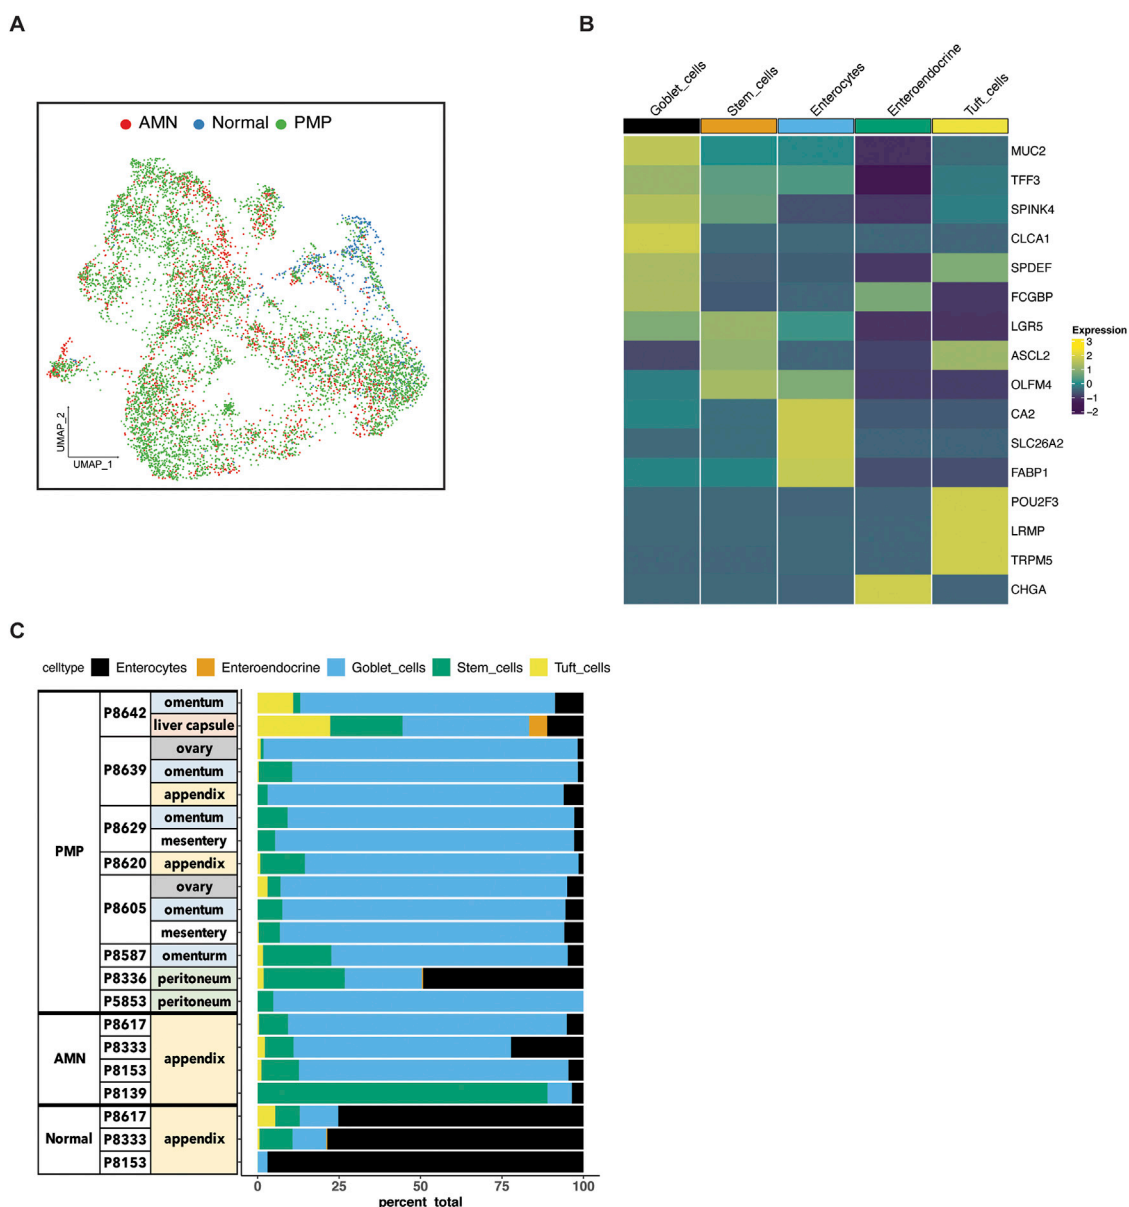 A
AMN Normal PMP
UMAP_2
UMAP_1
B
Goblet_cells Stem_cells Enterocytes Enteroendocrine Tuft_cells
MUC2
TFF3
SPINK4
CLCA1
SPDEF
FCGBP
LGR5
ASCL2
OLFM4
CA2
SLC26A2
FABP1
POU2F3
LRMP
TRPM5
CHGA
Expression
3
2
1
0
−1
−2
C
celltype Enterocytes Enteroendocrine Goblet_cells Stem_cells Tuft_cells
PMP
P8642
omentum
liver capsule
P8639
ovary
omentum
appendix
P8629
omentum
mesentery
P8620 appendix
P8605
ovary
omentum
mesentery
P8587 omenturm
P8336 peritoneum
P5853 peritoneum
AMN
P8617
P8333
P8153
P8139
appendix
Normal
P8617
P8333
P8153
appendix
0 25 50 75 100
percent_total